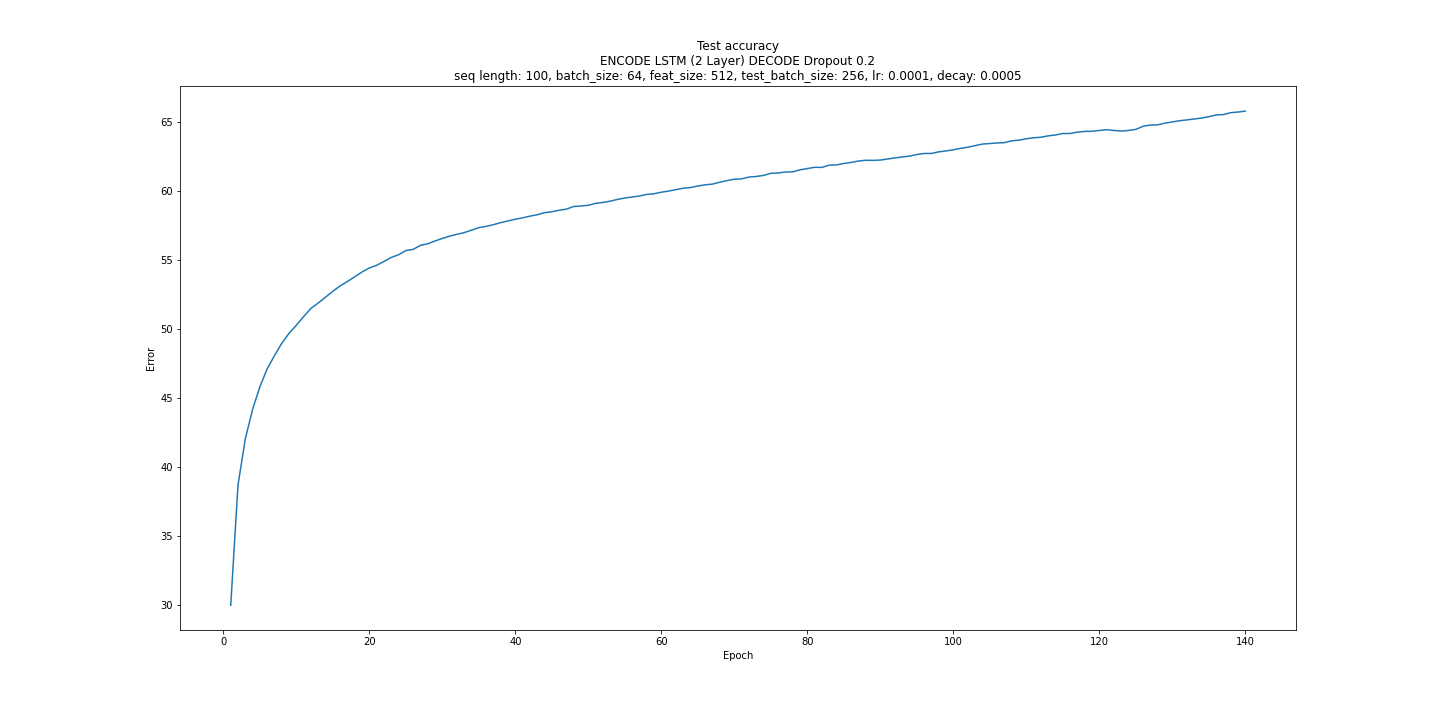 Test accuracy
ENCODE LSTM (2 Layer) DECODE Dropout 0.2
seq length: 100, batch_size: 64, feat_size: 512, test_batch_size: 256, lr: 0.0001, decay: 0.0005
65
60
55
50
45
40
35
30
Error
0 20 40 60 80 100 120 140
Epoch